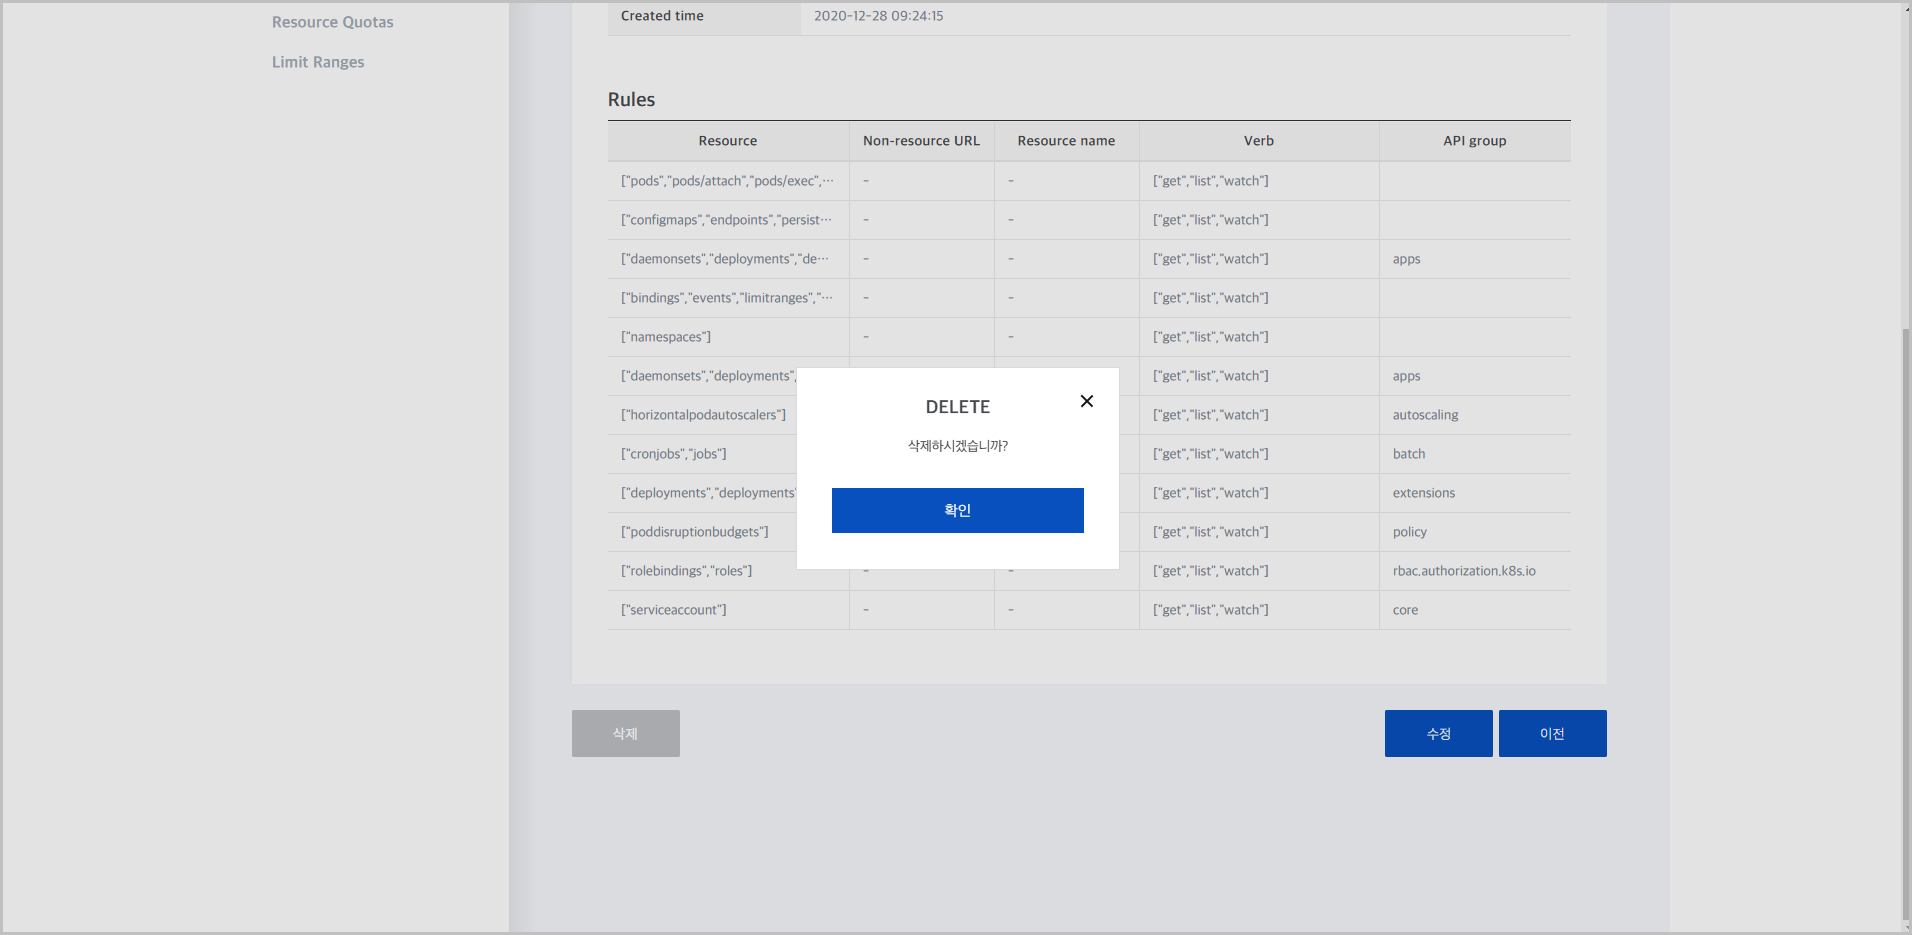 Resource Quotas
Limit Ranges
Created time 2020-12-28 09:24:15
Rules
Resource Non-resource URL Resource name Verb API group
["pods","pods/attach","pods/exec",⋯ - - ["get","list","watch"]
["configmaps","endpoints","persist⋯ - - ["get","list","watch"]
["daemonsets","deployments","de⋯ - - ["get","list","watch"] apps
["bindings","events","limitranges","⋯ - - ["get","list","watch"]
["namespaces"] - - ["get","list","watch"]
["daemonsets","deployments", ["get","list","watch"] apps
["horizontalpodautoscalers"] ["get","list","watch"] autoscaling
["cronjobs","jobs"] ["get","list","watch"] batch
["deployments","deployments" ["get","list","watch"] extensions
["poddisruptionbudgets"] ["get","list","watch"] policy
["rolebindings","roles"] - - ["get","list","watch"] rbac.authorization.k8s.io
["serviceaccount"] - - ["get","list","watch"] core
DELETE ×
삭제하시겠습니까?
확인
삭제 수정 이전